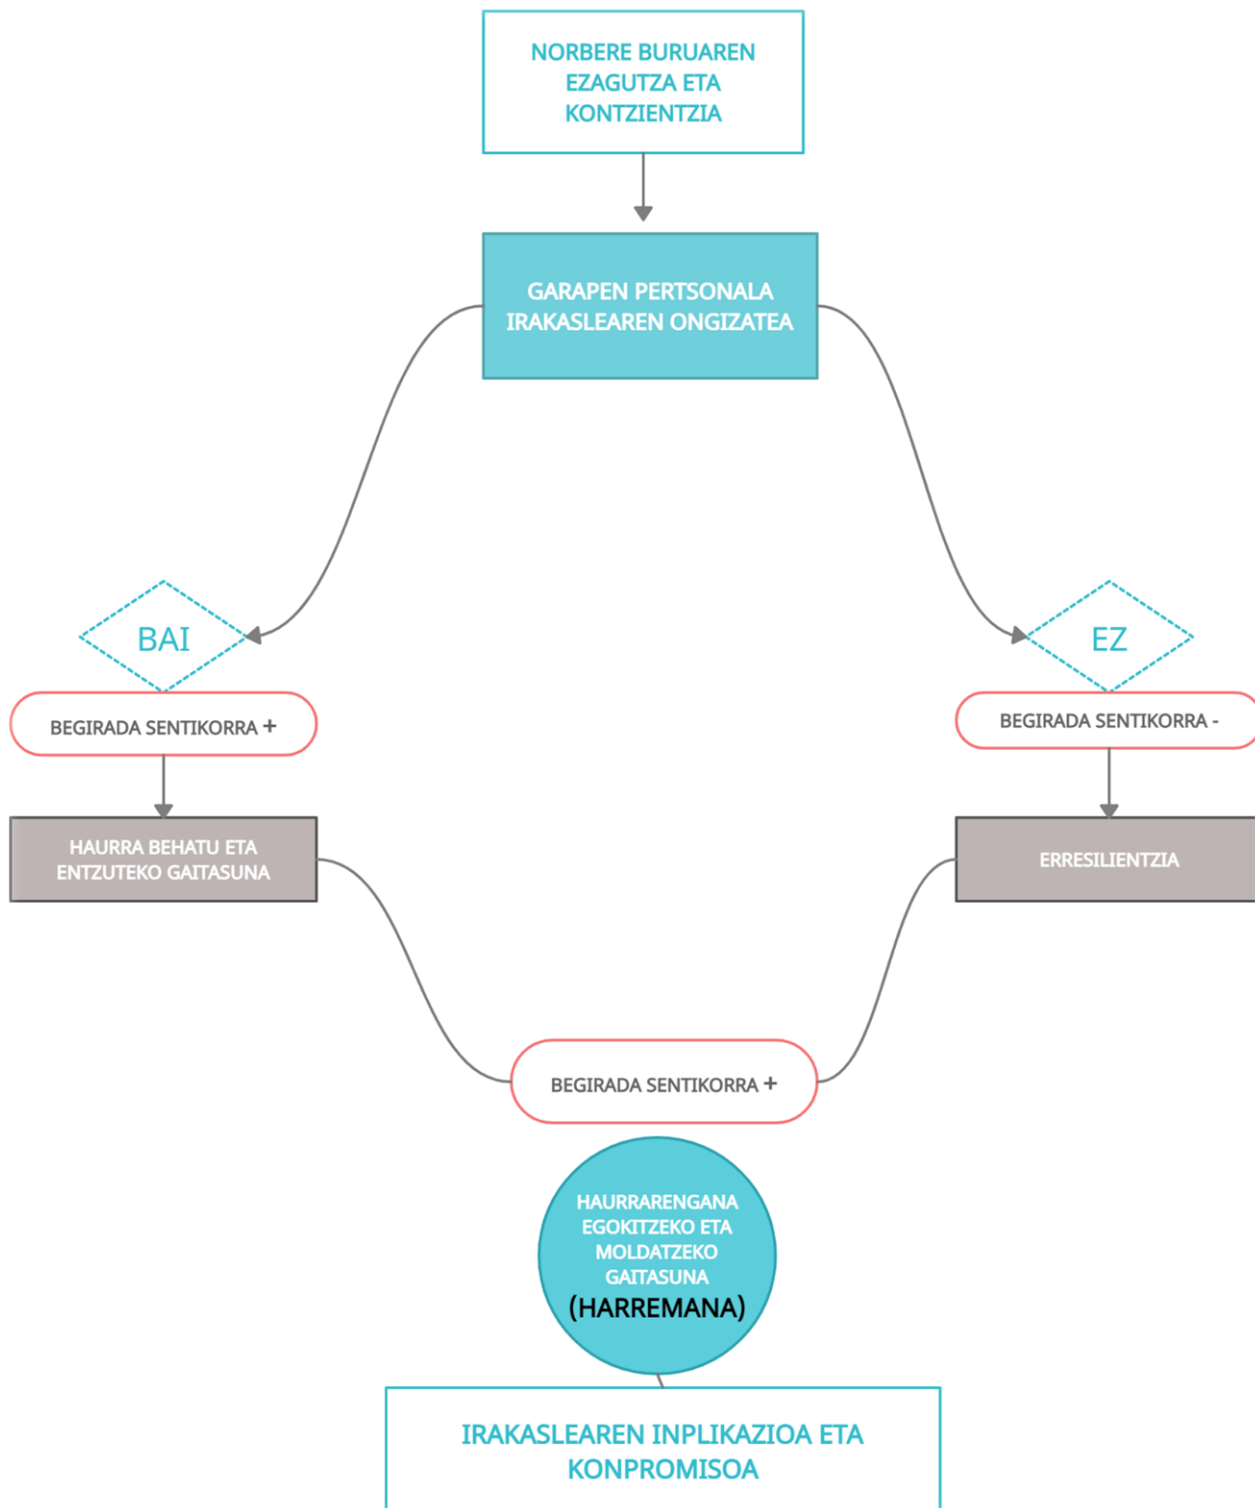 NORBERE BURUAREN
EZAGUTZA ETA
KONTZIENTZIA
GARAPEN PERTSONALA
IRAKASLEAREN ONGIZATEA
BAI
EZ
BEGIRADA SENTIKORRA +
BEGIRADA SENTIKORRA -
HAURRA BEHATU ETA
ENTZUTEKO GAITASUNA
ERRESILIENTZIA
BEGIRADA SENTIKORRA +
HAURRARENGANA
EGOKITZEKO ETA
MOLDATZEKO
GAITASUNA
(HARREMANA)
IRAKASLEAREN INPLIKAZIOA ETA
KONPROMISOA